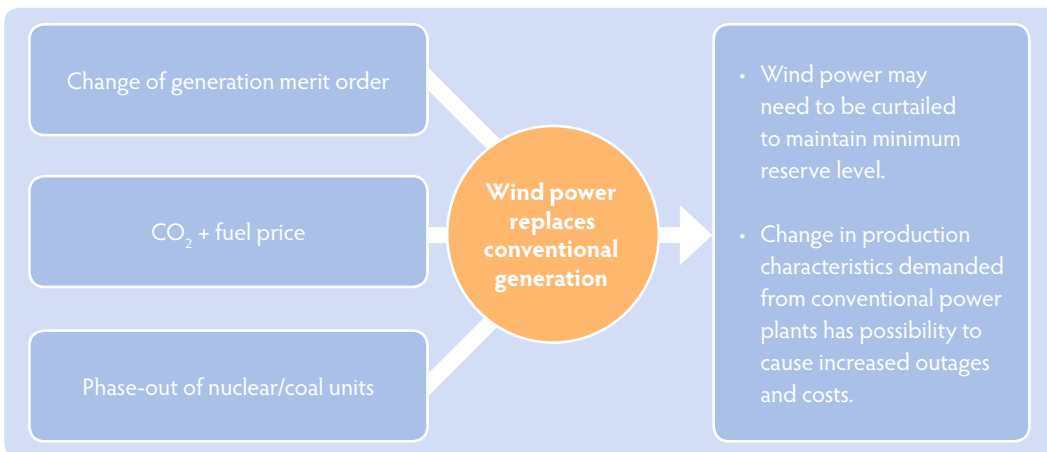 Change of generation merit order
CO₂ + fuel price
Phase-out of nuclear/coal units
Wind power
replaces
conventional
generation
• Wind power may
need to be curtailed
to maintain minimum
reserve level.
• Change in production
characteristics demanded
from conventional power
plants has possibility to
cause increased outages
and costs.